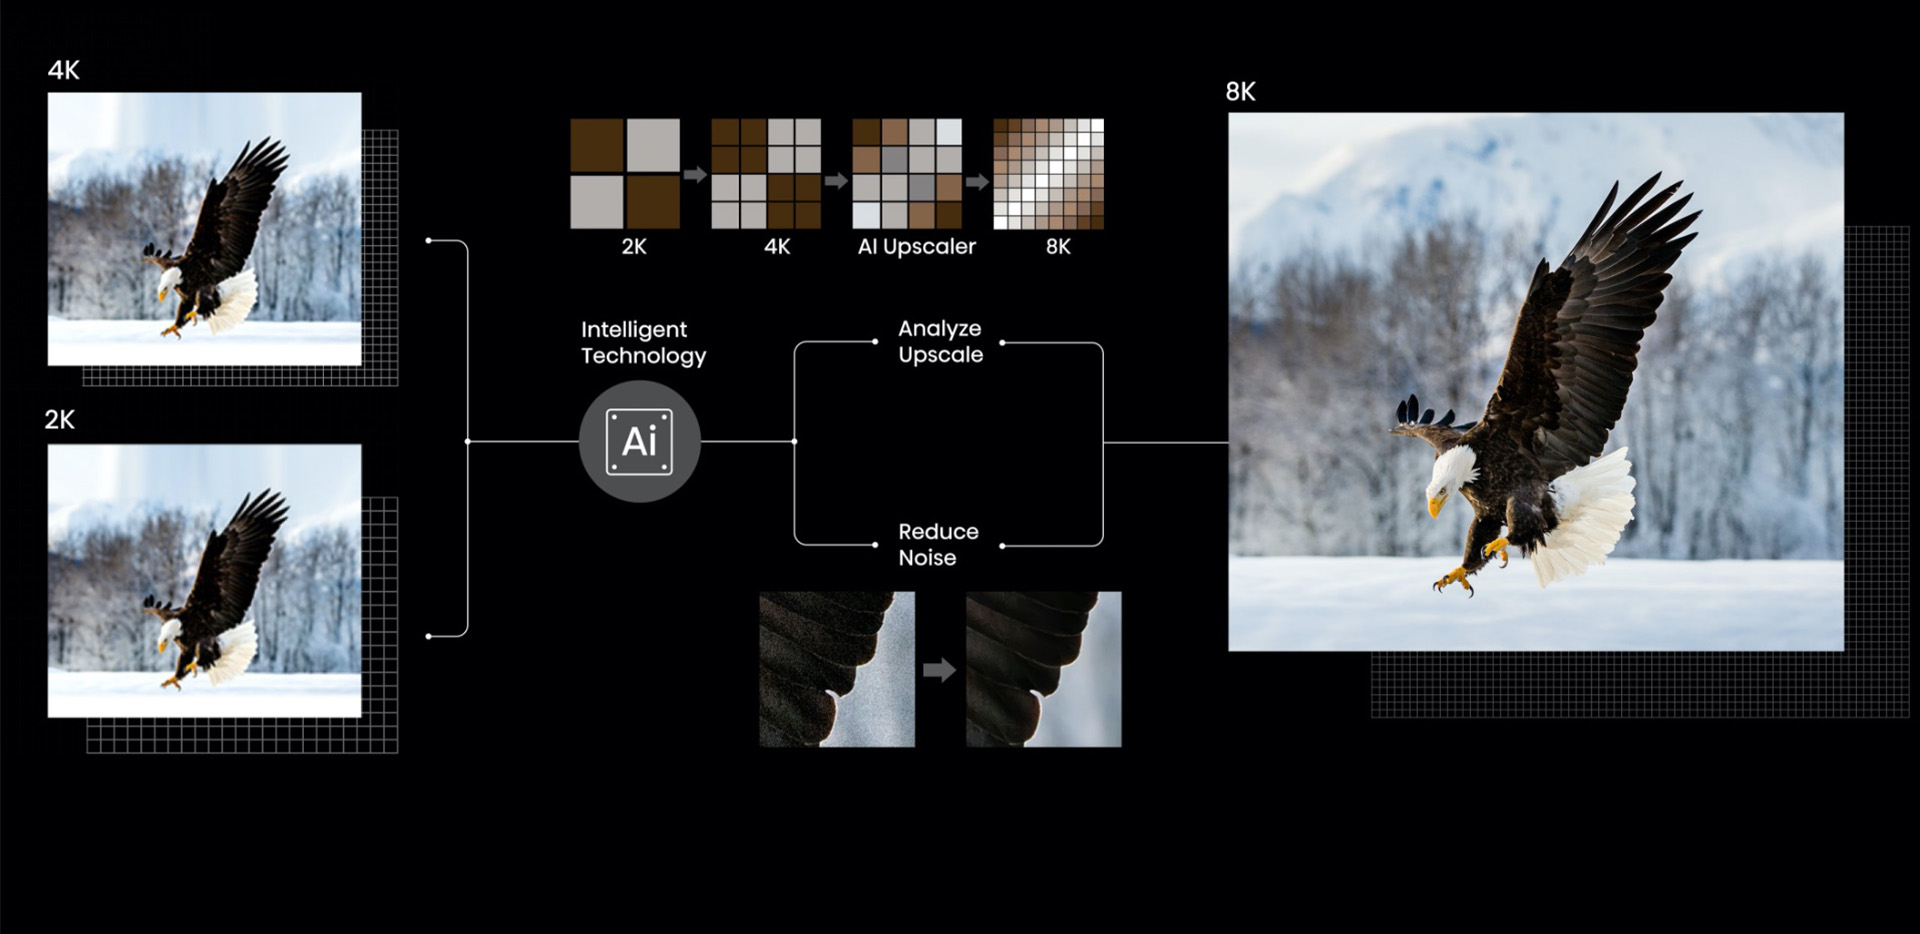 4K
2K
2K
4K
AI Upscaler
8K
Intelligent
Technology
Ai
Analyze
Upscale
Reduce
Noise
8K